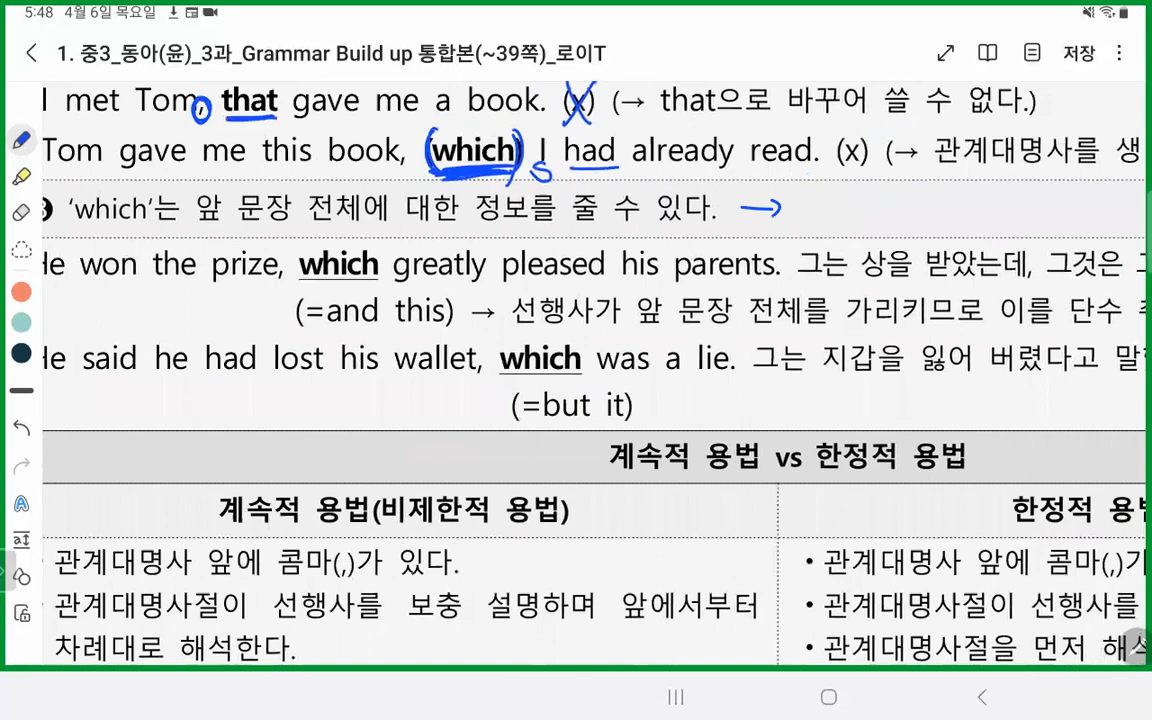 5:48 4월 6일 목요일
1. 중3_동아(윤)_3과_Grammar Build up 통합본(~39쪽)_로이T 저장
I met Tom, that gave me a book. (x) (→ that으로 바꾸어 쓸 수 없다.)
Tom gave me this book, (which) I had already read. (x) (→ 관계대명사를 생
S
❸ ‘which’는 앞 문장 전체에 대한 정보를 줄 수 있다. →
He won the prize, which greatly pleased his parents. 그는 상을 받았는데, 그것은
(=and this) → 선행사가 앞 문장 전체를 가리키므로 이를 단수
He said he had lost his wallet, which was a lie. 그는 지갑을 잃어 버렸다고
(=but it)
계속적 용법 vs 한정적 용법
계속적 용법(비제한적 용법) 한정적 용법
관계대명사 앞에 콤마(,)가 있다. • 관계대명사 앞에 콤마(,)가
관계대명사절이 선행사를 보충 설명하며 앞에서부터 • 관계대명사절이 선행사를
차례대로 해석한다. • 관계대명사절을 먼저 해석